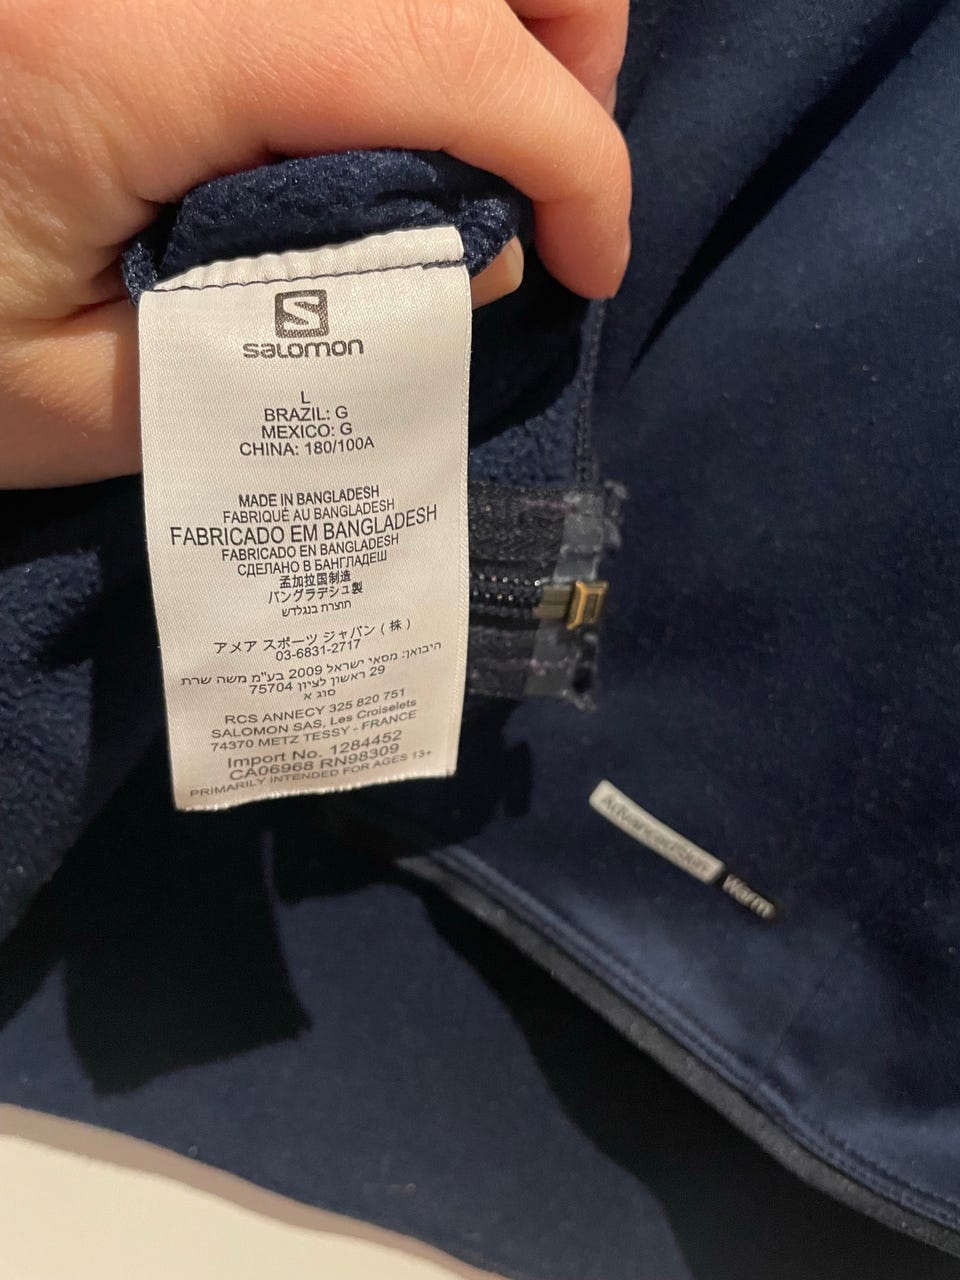 S
salomon
L
BRAZIL: G
MEXICO: G
CHINA: 180/100A
MADE IN BANGLADESH
FABRIQUÉ AU BANGLADESH
FABRICADO EM BANGLADESH
FABRICADO EN BANGLADESH
СДЕЛАНО В БАНГЛАДЕШ
孟加拉国制造
バングラデシュ製
תוצרת בנגלדש
アメア スポーツ ジャパン ( 株 )
03-6831-2717
היבואן: מסאי ישראל 2009 בע"מ משה שרת
29 ראשון לציון 75704
סוג א
RCS ANNECY 325 820 751
SALOMON SAS, Les Croiselets
74370 METZ TESSY - FRANCE
Import No. 1284452
CA06968 RN98309
PRIMARILY INTENDED FOR AGES 13+
AdvancedSkin Warm